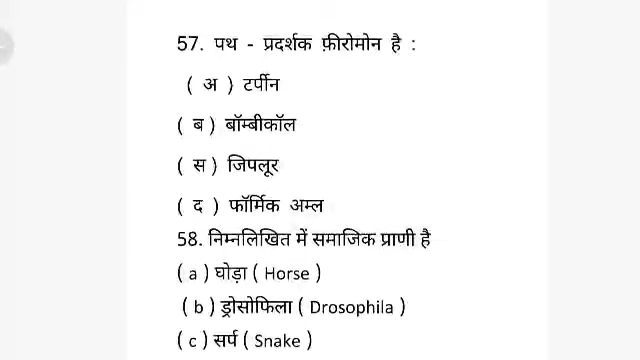 57. पथ - प्रदर्शक फ़ीरोमोन है :
( अ ) टर्पीन
( ब ) बॉम्बीकॉल
( स ) जिपलूर
( द ) फॉर्मिक अम्ल
58. निम्नलिखित में समाजिक प्राणी है
( a ) घोड़ा ( Horse )
( b ) ड्रोसोफिला ( Drosophila )
( c ) सर्प ( Snake )